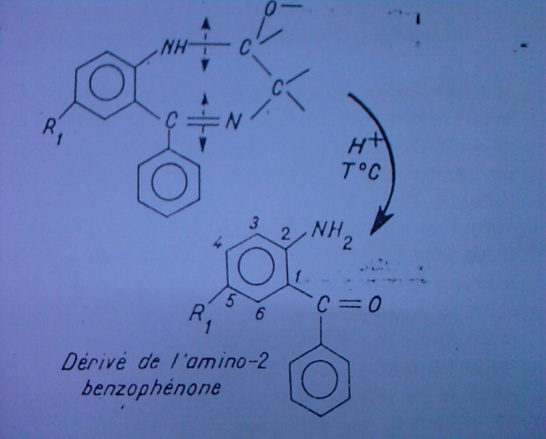 O
NH
C
C
C
N
R1
H+
T°C
3
2
NH2
4
1
5
6
C = O
R1
Dérivé de l'amino-2
benzophénone